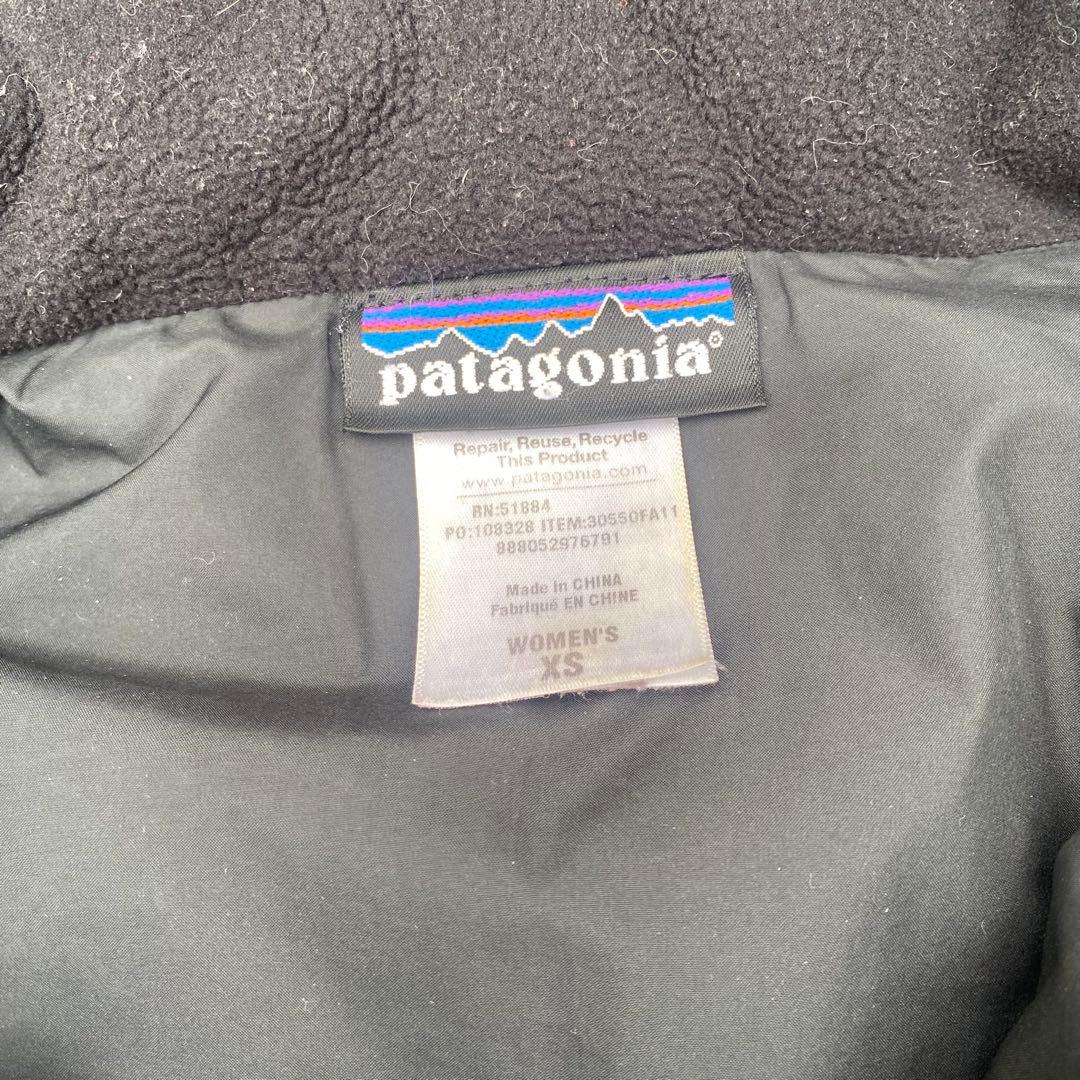 patagonia®
Repair, Reuse, Recycle
This Product
www.patagonia.com
RN:51884
PO:108328 ITEM:30550FA11
888052976791
Made in CHINA
Fabriqué EN CHINE
WOMEN'S
XS